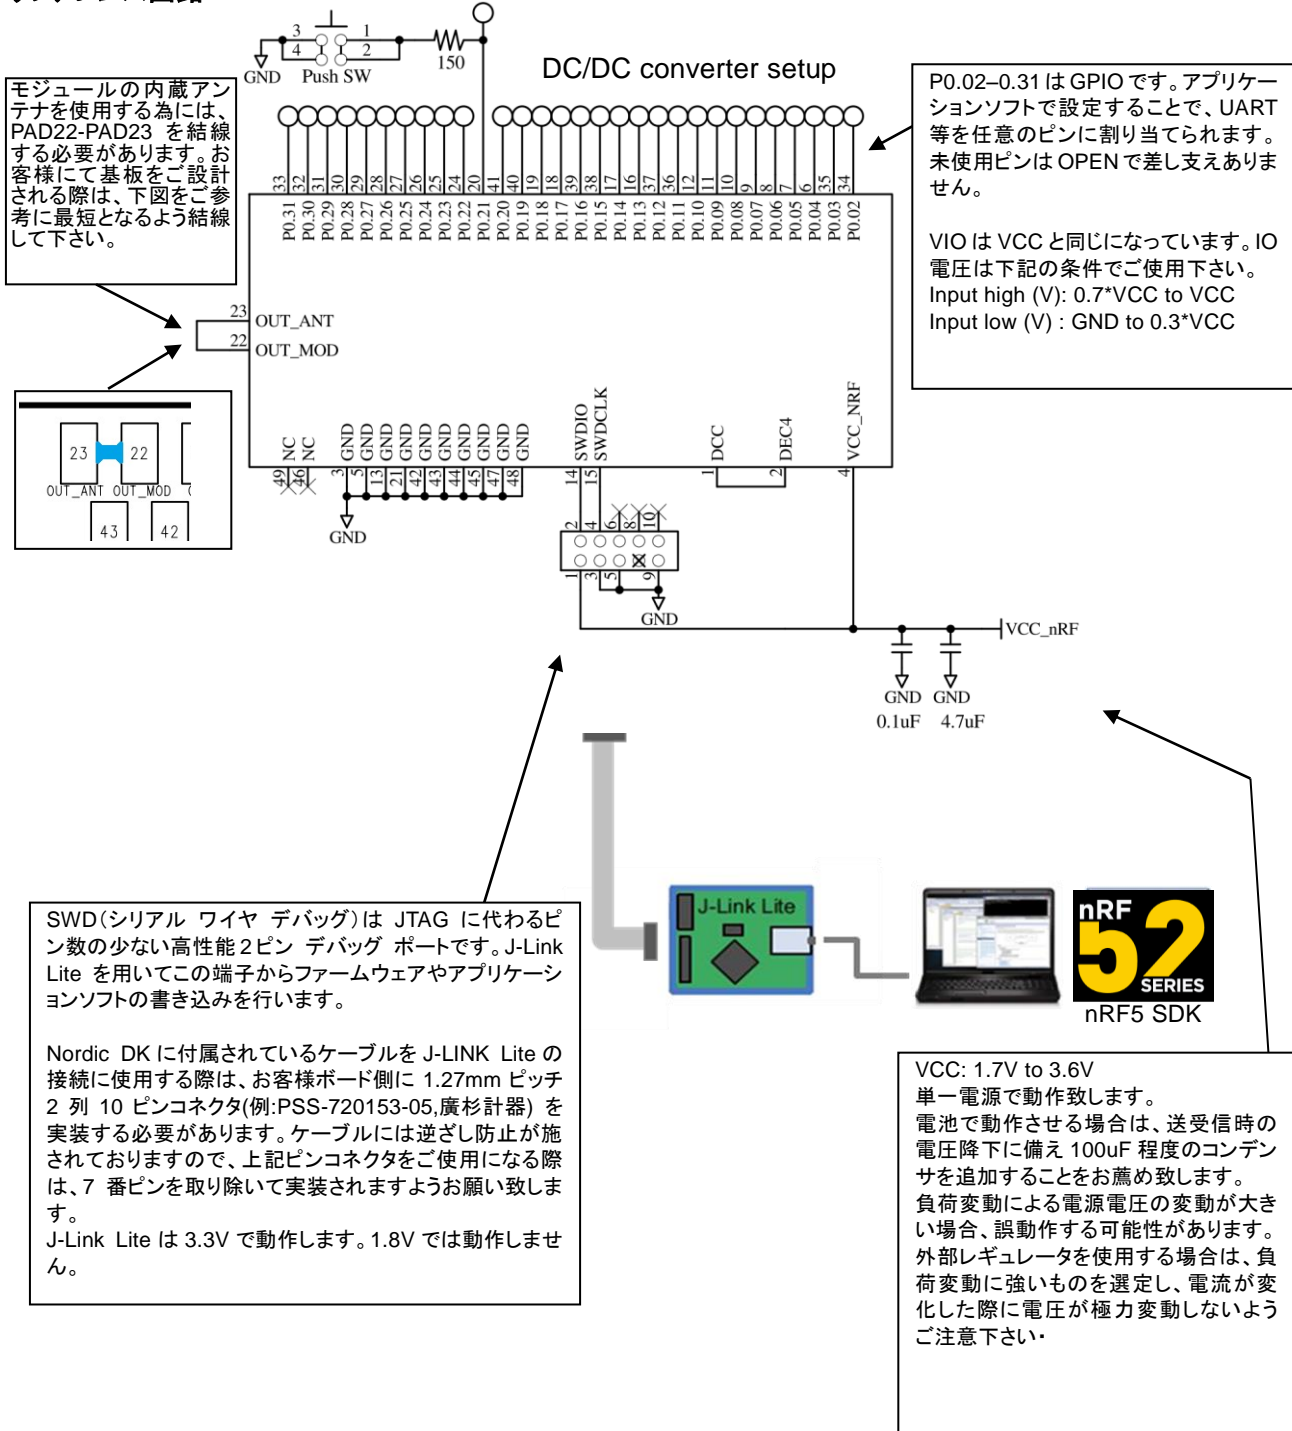 3
4
1
2
GND
Push SW
150
DC/DC converter setup
モジュールの内蔵アン
テナを使用する為には、
PAD22-PAD23 を結線
する必要があります。お
客様にて基板をご設計
される際は、下図をご参
考に最短となるよう結線
して下さい。
P0.02–0.31 は GPIO です。アプリケー
ションソフトで設定することで、UART
等を任意のピンに割り当てられます。
未使用ピンは OPEN で差し支えありま
せん。
VIO は VCC と同じになっています。IO
電圧は下記の条件でご使用下さい。
Input high (V): 0.7*VCC to VCC
Input low (V) : GND to 0.3*VCC
33 32 31 30 29 28 27 26 25 24 20 41 40 19 18 39 38 17 16 37 36 12 11 10 9 8 7 6 35 34
P0.31 P0.30 P0.29 P0.28 P0.27 P0.26 P0.25 P0.24 P0.23 P0.22 P0.21 P0.20 P0.19 P0.18 P0.17 P0.16 P0.15 P0.14 P0.13 P0.12 P0.11 P0.10 P0.09 P0.08 P0.07 P0.06 P0.05 P0.04 P0.03 P0.02
23 OUT_ANT
22 OUT_MOD
NC NC GND GND GND GND GND GND GND GND GND GND SWDIO SWDCLK DCC DEC4 VCC_NRF
49 46 3 5 13 21 42 43 44 45 47 48 14 15 1 2 4
23 22
OUT_ANT OUT_MOD
43 42
GND
2 4 6 8 10
1 3 5 9
GND
VCC_nRF
GND GND
0.1uF 4.7uF
J-Link Lite
nRF
52
SERIES
nRF5 SDK
SWD（シリアル ワイヤ デバッグ）は JTAG に代わるピ
ン数の少ない高性能２ピン デバッグ ポートです。J-Link
Lite を用いてこの端子からファームウェアやアプリケーシ
ョンソフトの書き込みを行います。
Nordic DK に付属されているケーブルを J-LINK Lite の
接続に使用する際は、お客様ボード側に 1.27mm ピッチ
2 列 10 ピンコネクタ(例:PSS-720153-05,廣杉計器) を
実装する必要があります。ケーブルには逆ざし防止が施
されておりますので、上記ピンコネクタをご使用になる際
は、7 番ピンを取り除いて実装されますようお願い致しま
す。
J-Link Lite は 3.3V で動作します。1.8V では動作しませ
ん。
VCC: 1.7V to 3.6V
単一電源で動作致します。
電池で動作させる場合は、送受信時の
電圧降下に備え 100uF 程度のコンデン
サを追加することをお薦め致します。
負荷変動による電源電圧の変動が大き
い場合、誤動作する可能性があります。
外部レギュレータを使用する場合は、負
荷変動に強いものを選定し、電流が変
化した際に電圧が極力変動しないよう
ご注意下さい・